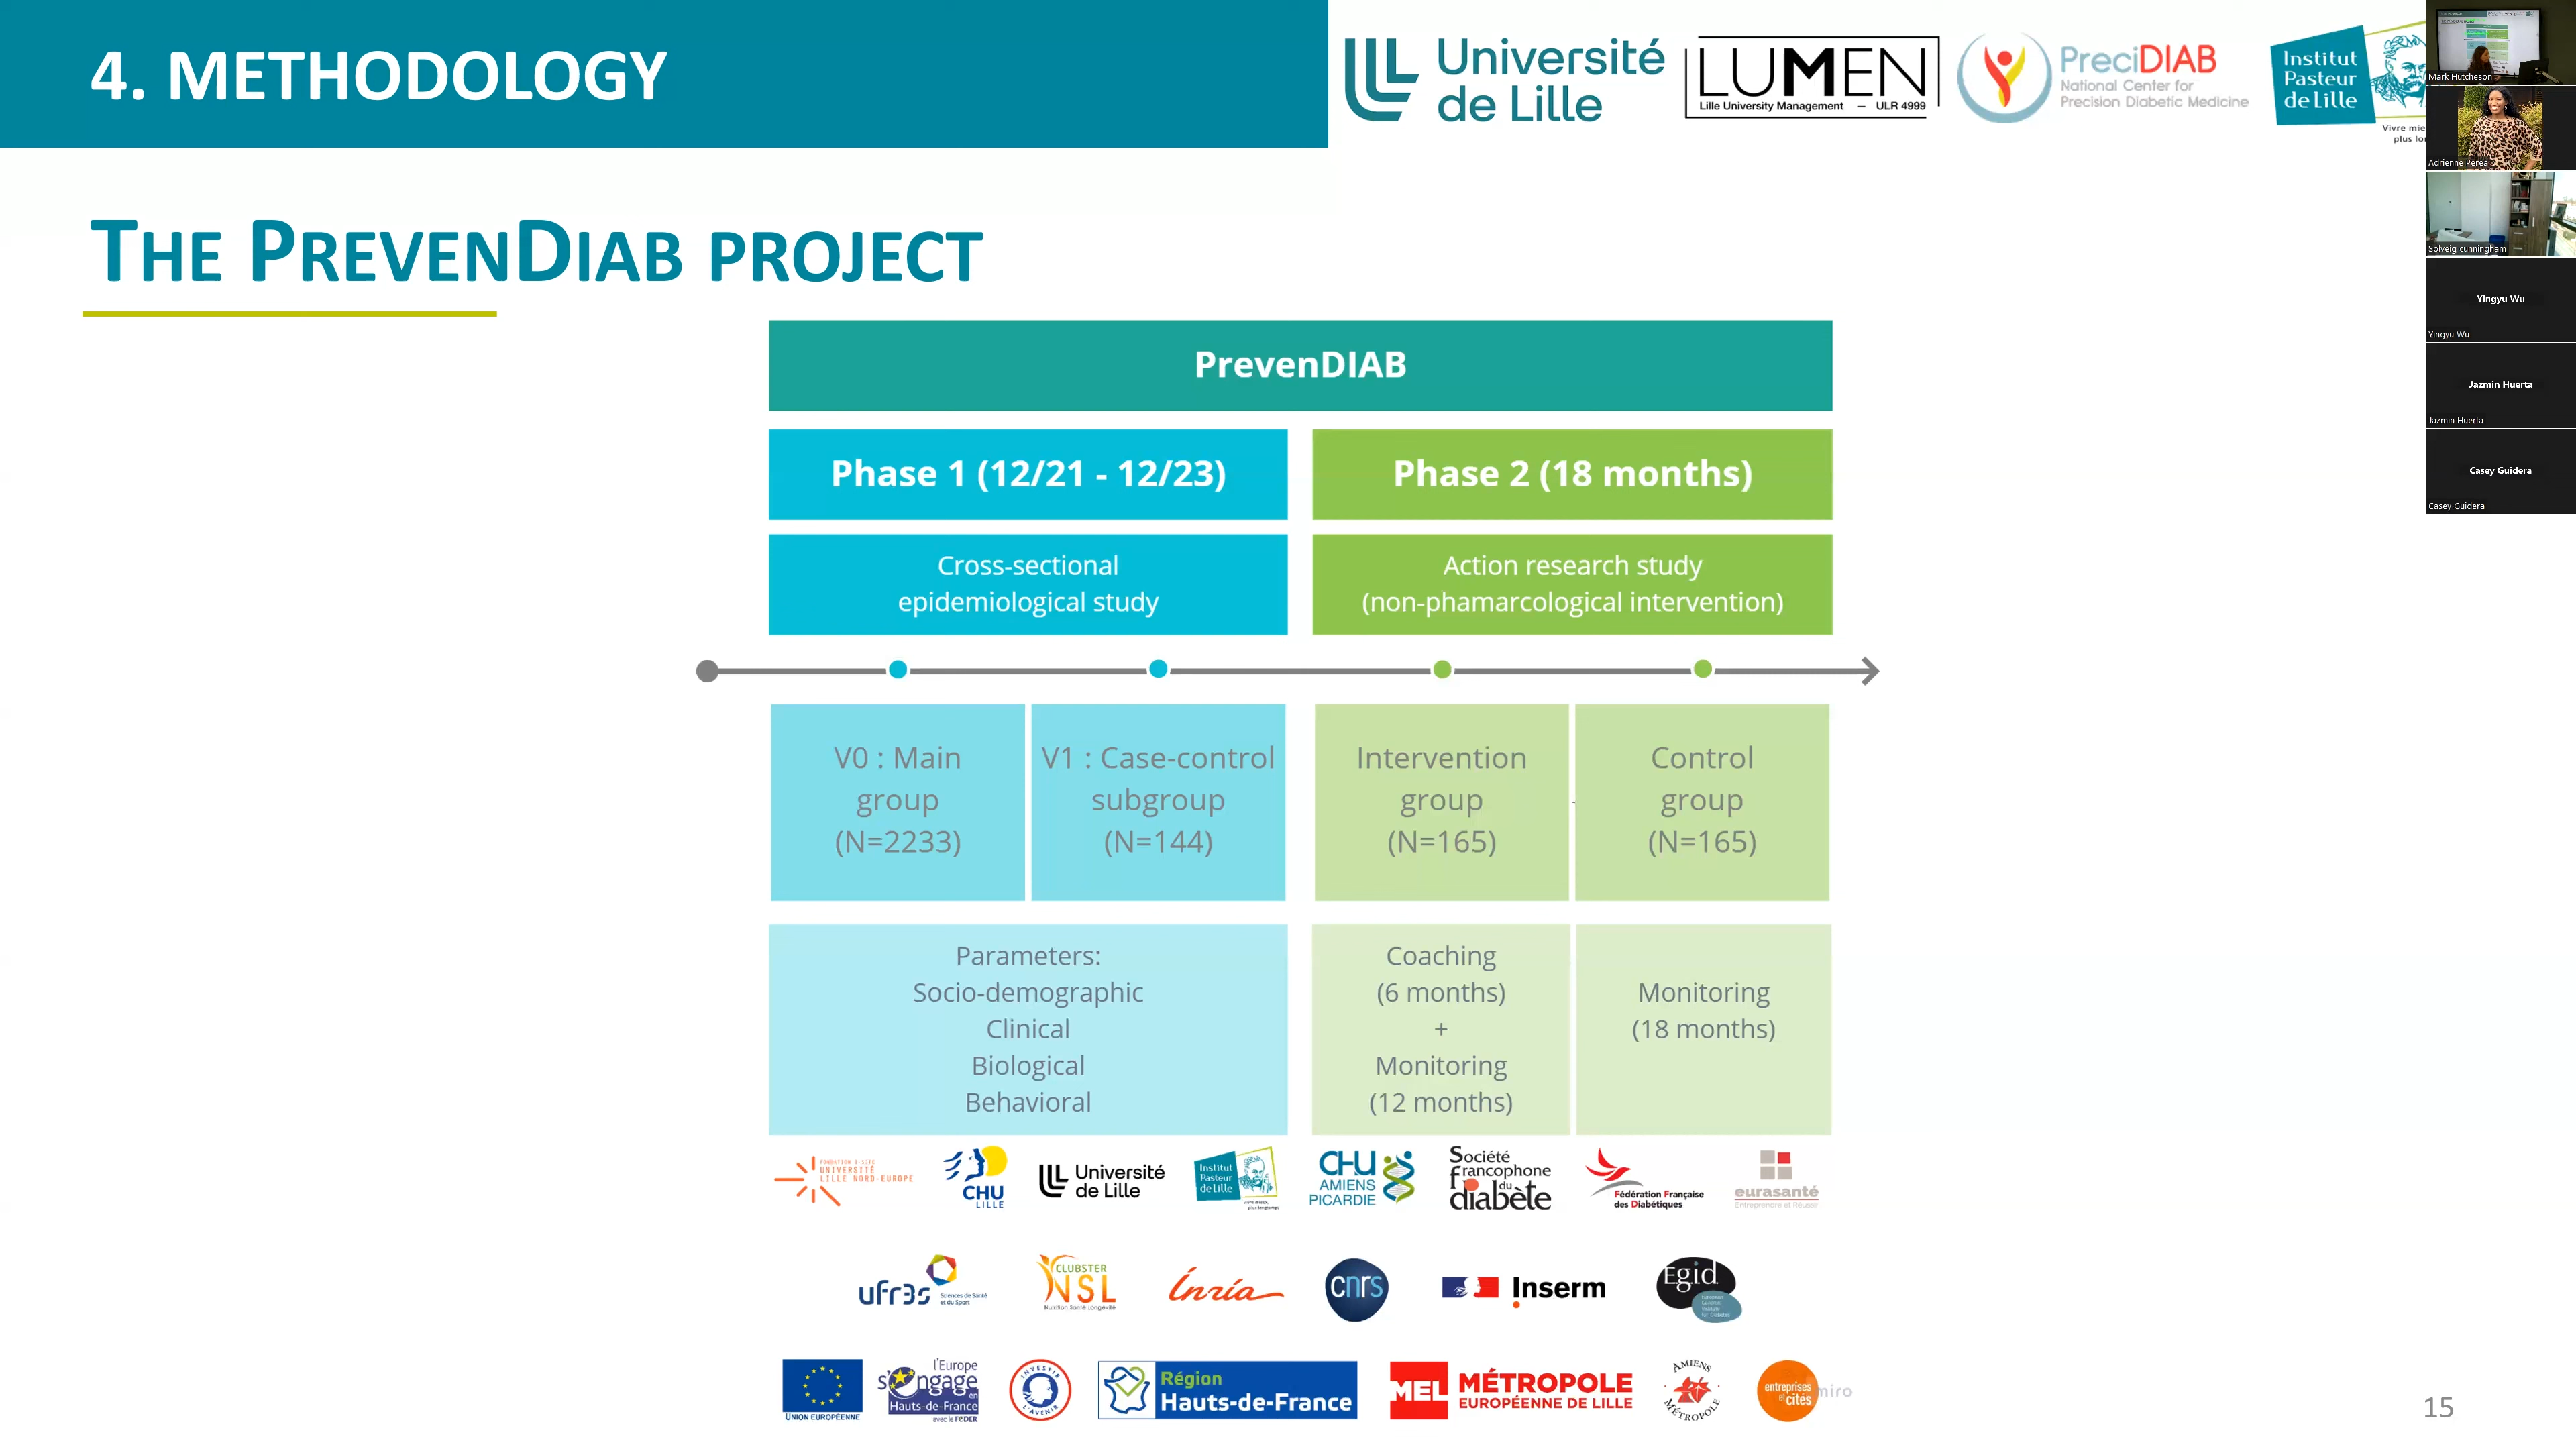 4. METHODOLOGY
Université
de Lille
LUMEN
Lille University Management — ULR 4999
PreciDIAB
National Center for
Precision Diabetic Medicine
Institut
Pasteur
de Lille
Vivre mie
plus lo
Mark Hutcheson
Adrienne Perea
Solveig cunningham
Yingyu Wu
Yingyu Wu
Jazmin Huerta
Jazmin Huerta
Casey Guidera
Casey Guidera
THE PREVENDIAB PROJECT
PrevenDIAB
Phase 1 (12/21 - 12/23)
Phase 2 (18 months)
Cross-sectional
epidemiological study
Action research study
(non-phamarcological intervention)
V0 : Main
group
(N=2233)
V1 : Case-control
subgroup
(N=144)
Intervention
group
(N=165)
Control
group
(N=165)
Parameters:
Socio-demographic
Clinical
Biological
Behavioral
Coaching
(6 months)
+
Monitoring
(12 months)
Monitoring
(18 months)
UNIVERSITÉ
LILLE NORD-EUROPE
CHU
LILLE
Université
de Lille
Institut
Pasteur
de Lille
CHU
AMIENS
PICARDIE
Société
francophone
du
diabète
Fédération Française
des Diabétiques
eurasanté
Entreprendre et Réussir
ufr3s
Sciences de Santé
et du Sport
CLUBSTER
NSL
Nutrition Santé Longévité
Inria
cnrs
Inserm
Egid
UNION EUROPÉENNE
l'Europe
s'Engage
en
Hauts-de-France
avec le FEDER
INVESTIR
L'AVENIR
Région
Hauts-de-France
MEL
MÉTROPOLE
EUROPÉENNE DE LILLE
AMIENS
MÉTROPOLE
entreprises
et cités
miro
15